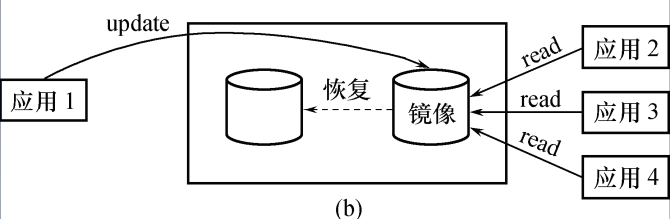 update
应用 1
恢复
镜像
read
应用 2
read
应用 3
read
应用 4
(b)